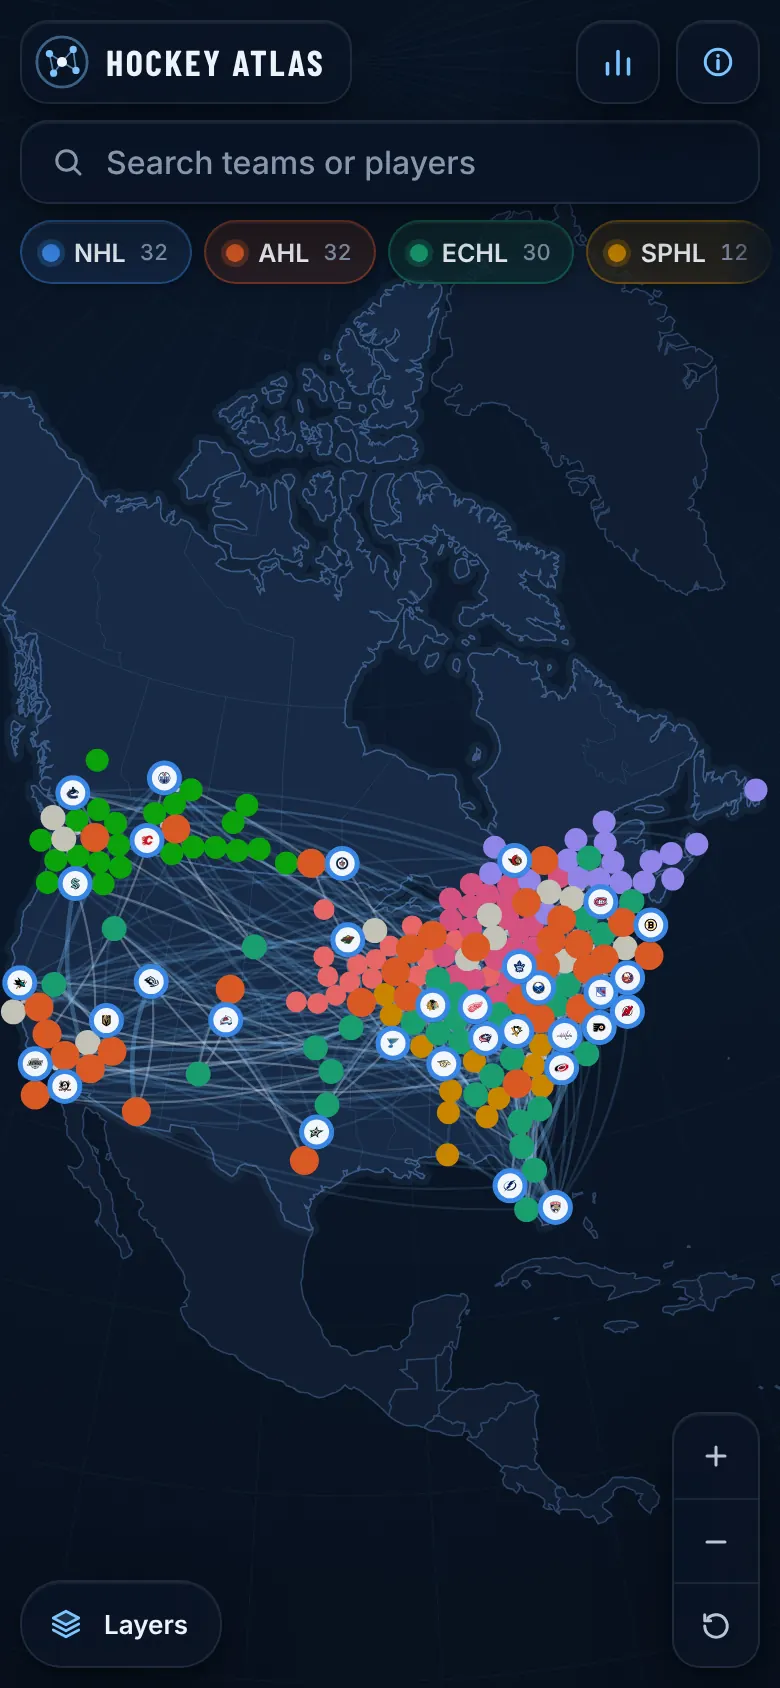 HOCKEY ATLAS
Search teams or players
NHL 32
AHL 32
ECHL 30
SPHL 12
Layers